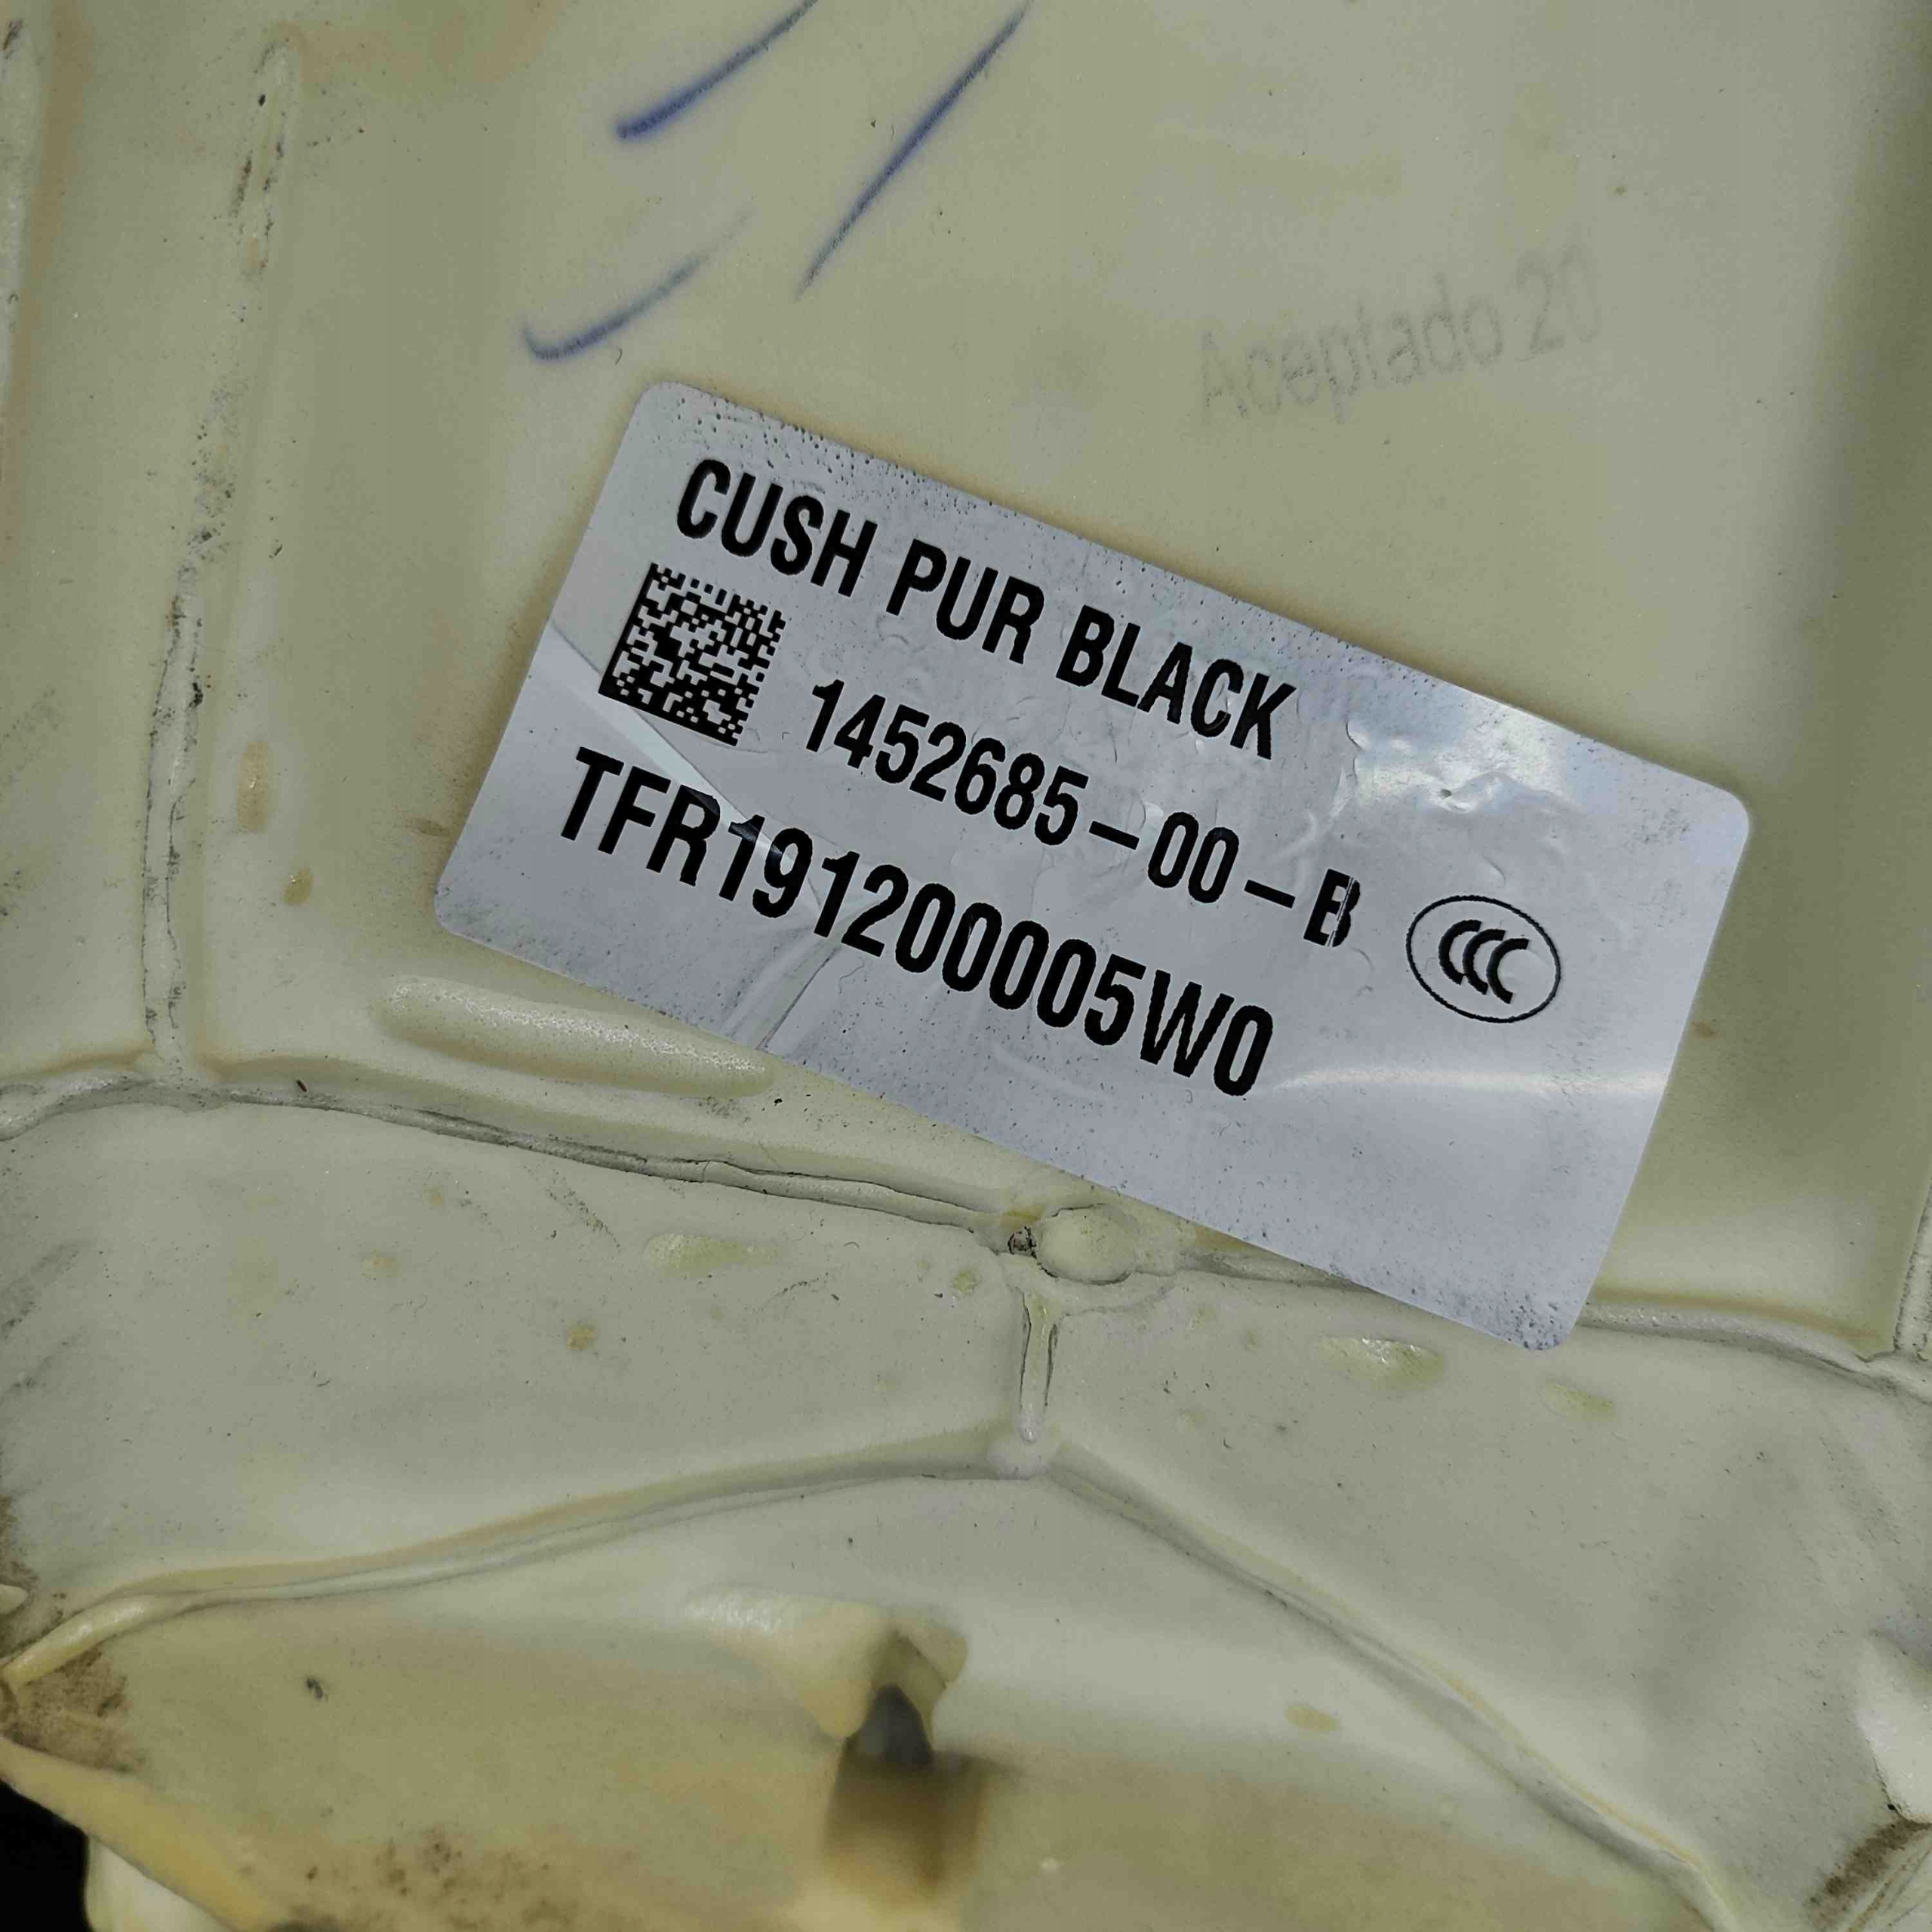 Aceptado 20
CUSH PUR BLACK
1452685-00-B
CCC
TFR191200005W0